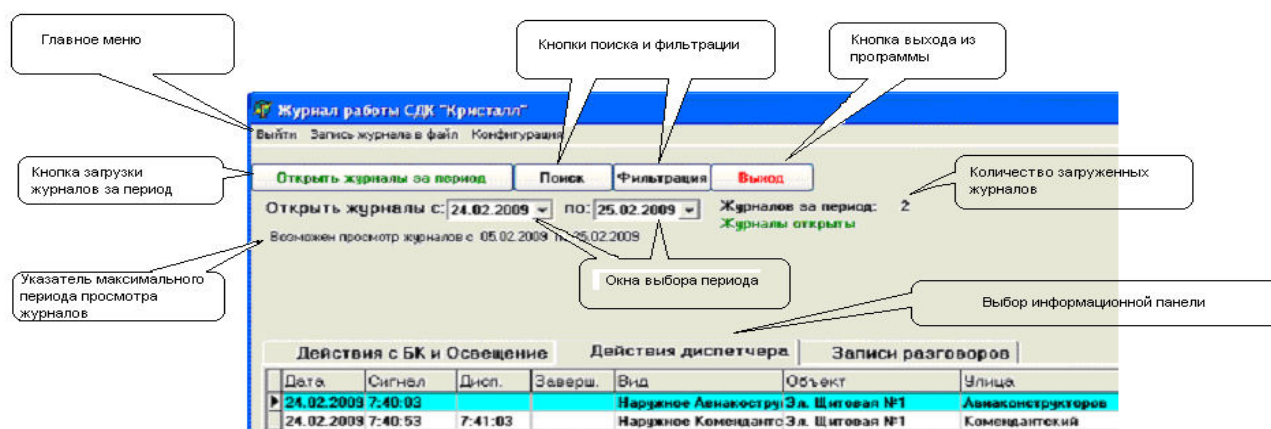 Главное меню
Кнопки поиска и фильтрации
Кнопка выхода из
программы
Журнал работы СДК "Кристалл"
Выйти Запись журнала в файл Конфигурация
Кнопка загрузки
журналов за период
Открыть журналы за период Поиск Фильтрация Выход
Количество загруженных
журналов
Открыть журналы с: 24.02.2009 по: 25.02.2009
Журналов за период: 2
Журналы открыты
Возможен просмотр журналов с 05.02.2009 25.02.2009
Указатель максимального
периода просмотра
журналов
Окна выбора периода
Выбор информационной панели
Действия с БК и Освещение Действия диспетчера Записи разговоров
Дата Сигнал Дисп. Заверш. Вид Объект Улица
24.02.2009 7:40:03 Наружное Авиакостру Эл. Щитовая №1 Авиаконструкторов
24.02.2009 7:40:53 7:41:03 Наружное Комендантс Эл. Щитовая №1 Комендантский